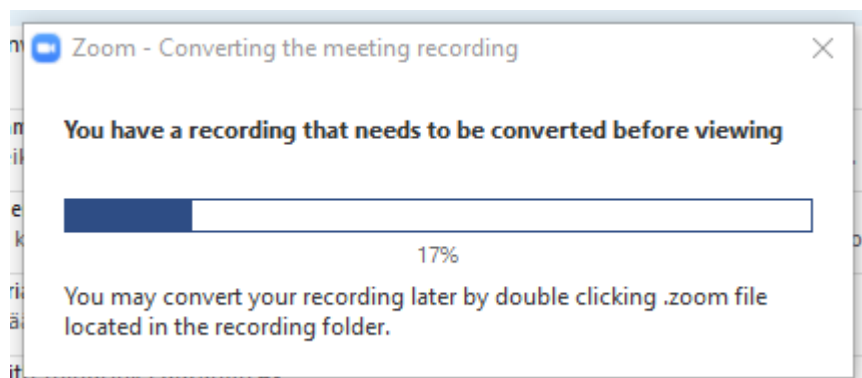 Zoom - Converting the meeting recording
You have a recording that needs to be converted before viewing
17%
You may convert your recording later by double clicking .zoom file
located in the recording folder.